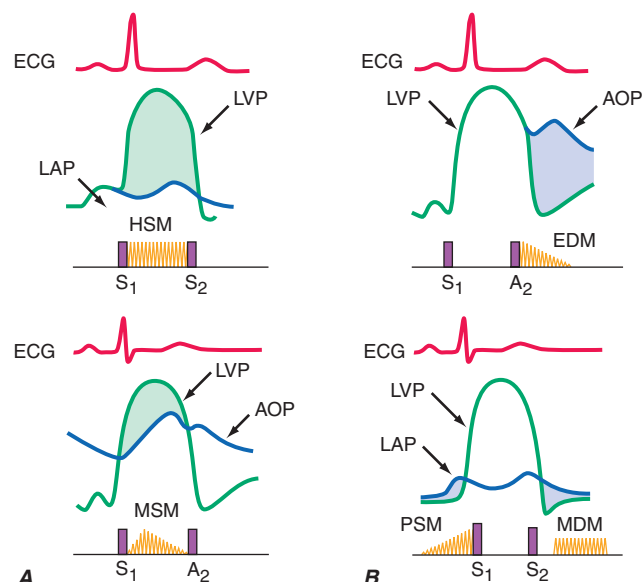 ECG
LVP
LAP
HSM
S1 S2
ECG
LVP
AOP
EDM
S1 A2
ECG
LVP
AOP
MSM
S1 A2
A
ECG
LVP
LAP
PSM MDM
S1 S2
B